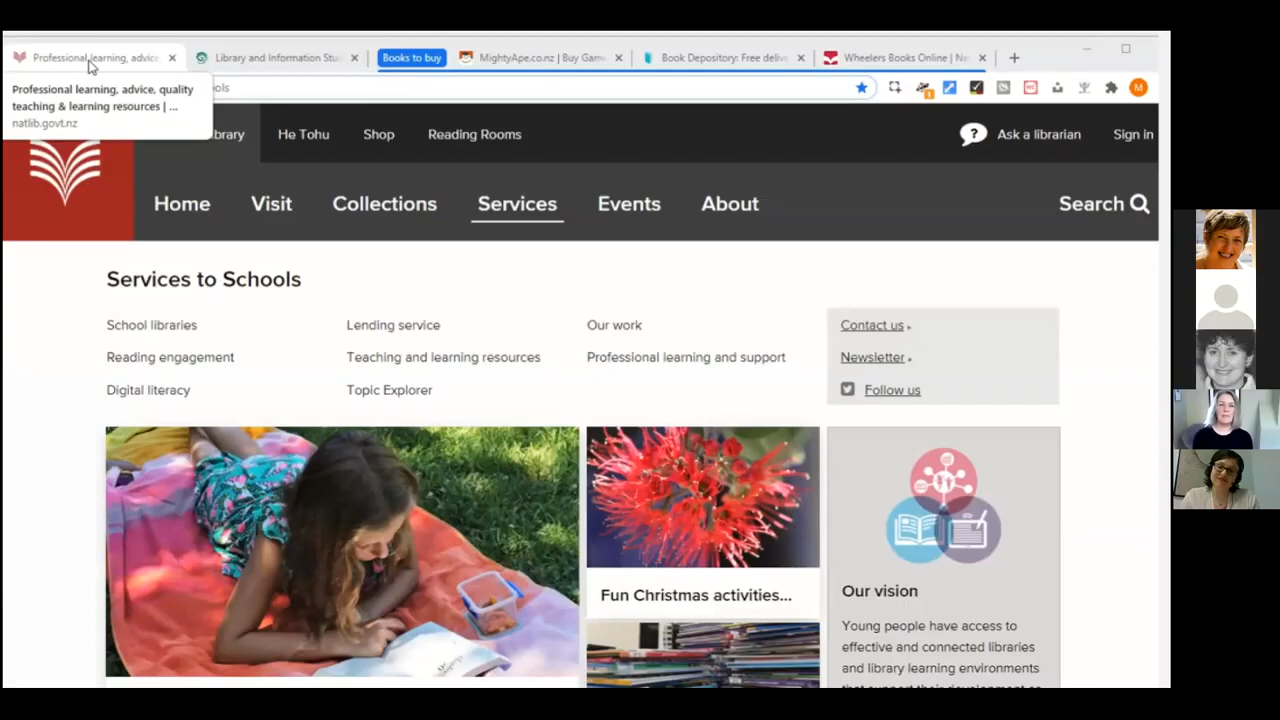 Professional learning, advice
Library and Information Stu
Books to buy
MightyApe.co.nz | Buy Gam
Book Depository: Free deliv
Wheelers Books Online | Ne
ols
Professional learning, advice, quality
teaching & learning resources | ...
natlib.govt.nz
brary
He Tohu
Shop
Reading Rooms
Ask a librarian
Sign in
Home
Visit
Collections
Services
Events
About
Search
Services to Schools
School libraries
Lending service
Our work
Contact us
Reading engagement
Teaching and learning resources
Professional learning and support
Newsletter
Digital literacy
Topic Explorer
Follow us
Fun Christmas activities...
Our vision
Young people have access to
effective and connected libraries
and library learning environments